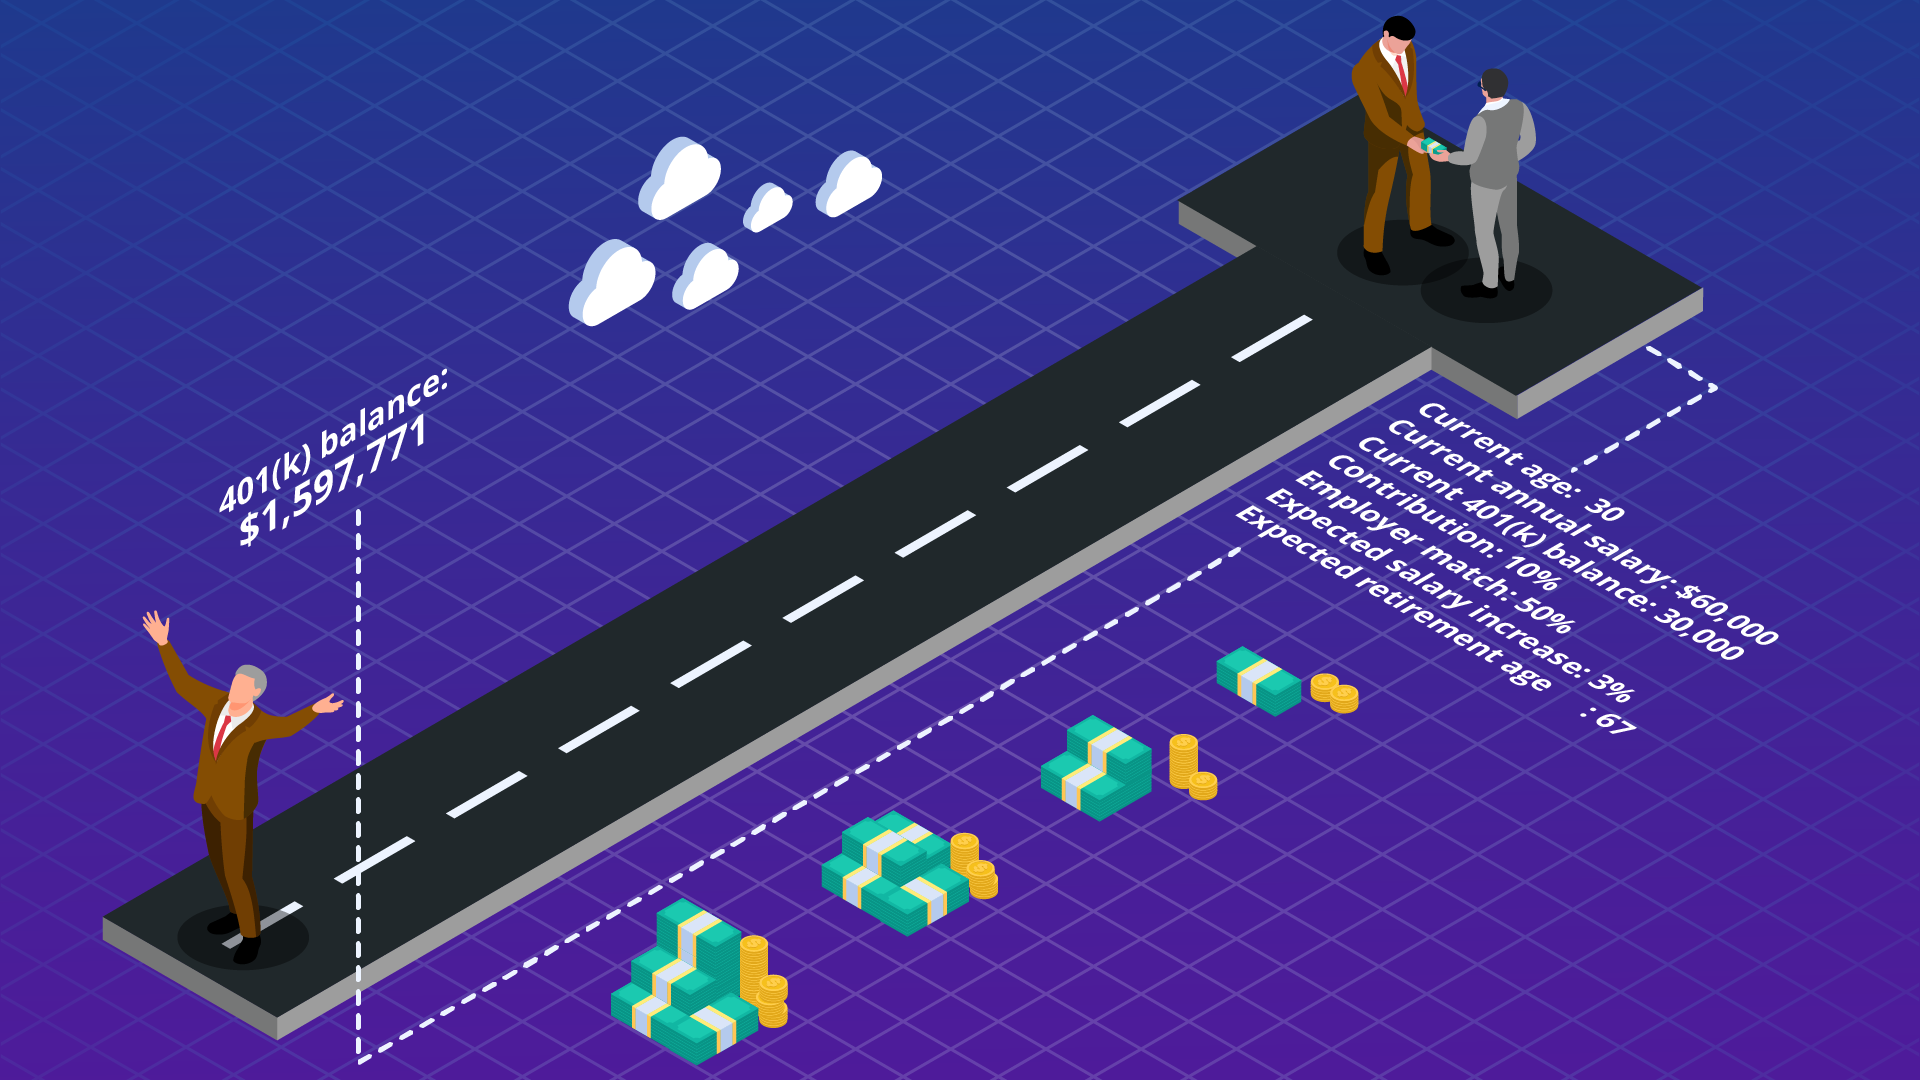 401(k) balance:
$1,597,771
Current age: 30
Current annual salary: $60,000
Current 401(k) balance: 30,000
Contribution: 10%
Employer match: 50%
Expected salary increase: 3%
Expected retirement age
: 67